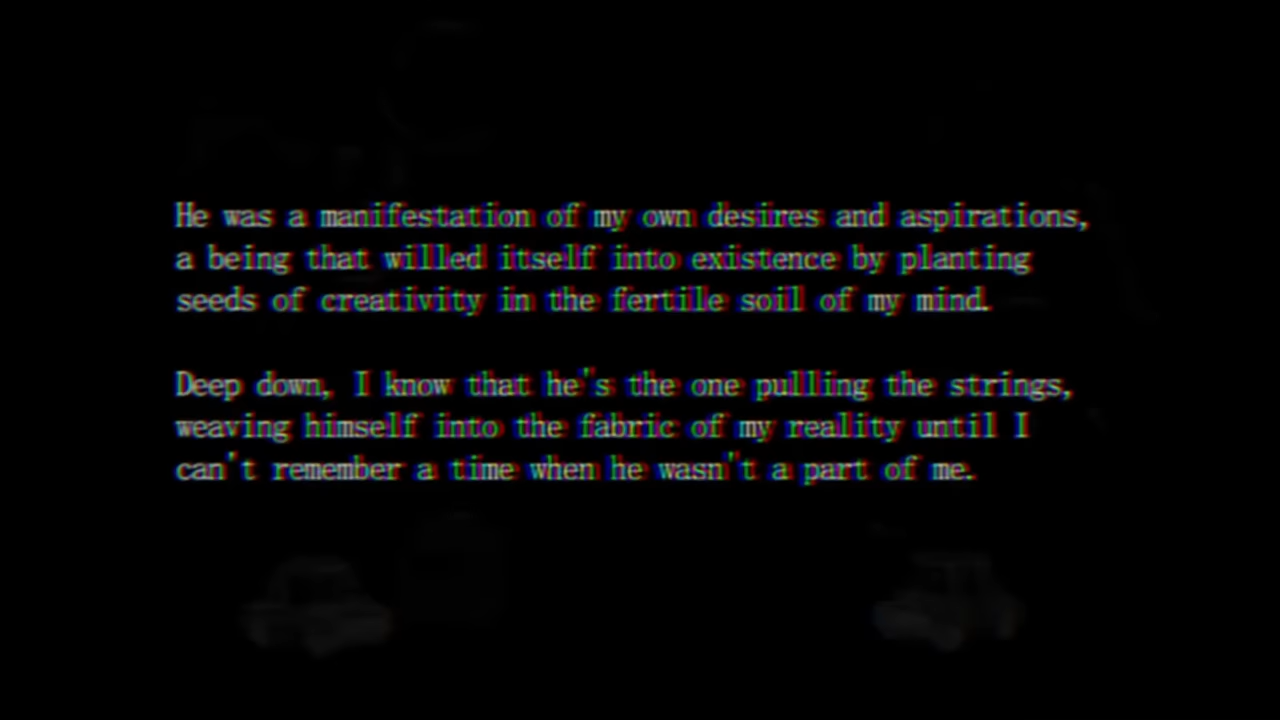 He was a manifestation of my own desires and aspirations,
a being that willed itself into existence by planting
seeds of creativity in the fertile soil of my mind.
Deep down, I know that he's the one pulling the strings,
weaving himself into the fabric of my reality until I
can't remember a time when he wasn't a part of me.